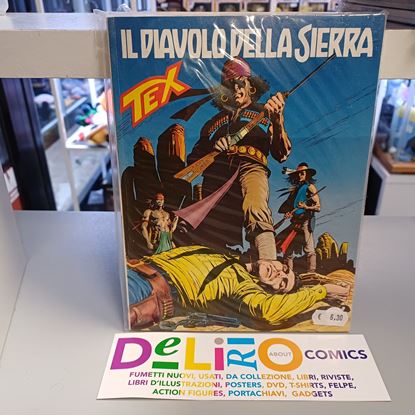 IL DIAVOLO DELLA SIERRA
TEX
€ 6,30
DELIRIO ABOUT COMICS
FUMETTI NUOVI, USATI, DA COLLEZIONE, LIBRI, RIVISTE,
LIBRI D'ILLUSTRAZIONI, POSTERS, DVD, T-SHIRTS, FELPE,
ACTION FIGURES, PORTACHIAVI, GADGETS